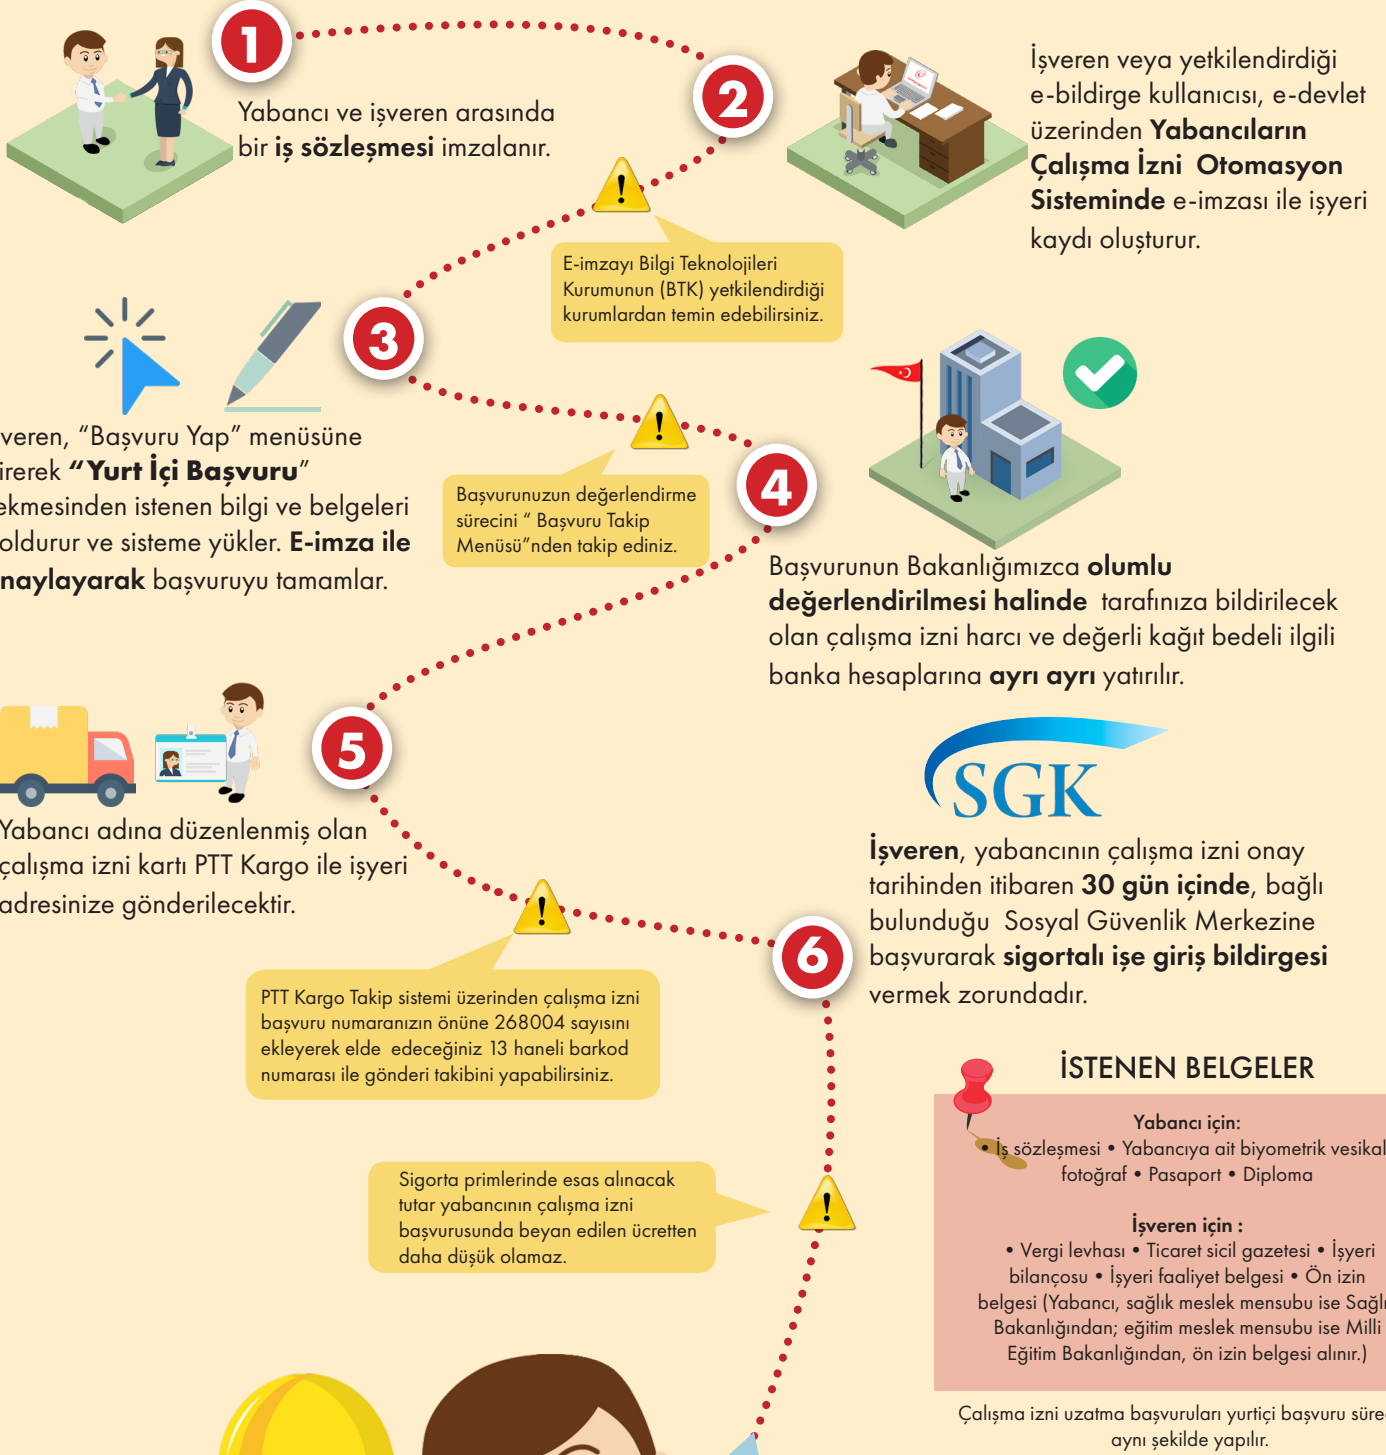 1
Yabancı ve işveren arasında
bir iş sözleşmesi imzalanır.
2
İşveren veya yetkilendirdiği
e-bildirge kullanıcısı, e-devlet
üzerinden Yabancıların
Çalışma İzni Otomasyon
Sisteminde e-imzası ile işyeri
kaydı oluşturur.
E-imzayı Bilgi Teknolojileri
Kurumunun (BTK) yetkilendirdiği
kurumlardan temin edebilirsiniz.
3
veren, “Başvuru Yap” menüsüne
irerek “Yurt İçi Başvuru”
ekmesinden istenen bilgi ve belgeleri
oldurur ve sisteme yükler. E-imza ile
naylayarak başvuruyu tamamlar.
Başvurunuzun değerlendirme
sürecini “ Başvuru Takip
Menüsü”nden takip ediniz.
4
Başvurunun Bakanlığımızca olumlu
değerlendirilmesi halinde tarafınıza bildirilecek
olan çalışma izni harcı ve değerli kağıt bedeli ilgili
banka hesaplarına ayrı ayrı yatırılır.
5
Yabancı adına düzenlenmiş olan
çalışma izni kartı PTT Kargo ile işyeri
adresinize gönderilecektir.
PTT Kargo Takip sistemi üzerinden çalışma izni
başvuru numaranızın önüne 268004 sayısını
ekleyerek elde edeceğiniz 13 haneli barkod
numarası ile gönderi takibini yapabilirsiniz.
SGK
6
İşveren, yabancının çalışma izni onay
tarihinden itibaren 30 gün içinde, bağlı
bulunduğu Sosyal Güvenlik Merkezine
başvurarak sigortalı işe giriş bildirgesi
vermek zorundadır.
Sigorta primlerinde esas alınacak
tutar yabancının çalışma izni
başvurusunda beyan edilen ücretten
daha düşük olamaz.
İSTENEN BELGELER
Yabancı için:
• İş sözleşmesi • Yabancıya ait biyometrik vesikal
fotoğraf • Pasaport • Diploma
İşveren için :
• Vergi levhası • Ticaret sicil gazetesi • İşyeri
bilançosu • İşyeri faaliyet belgesi • Ön izin
belgesi (Yabancı, sağlık meslek mensubu ise Sağlı
Bakanlığından; eğitim meslek mensubu ise Milli
Eğitim Bakanlığından, ön izin belgesi alınır.)
Çalışma izni uzatma başvuruları yurtiçi başvuru süre
aynı şekilde yapılır.